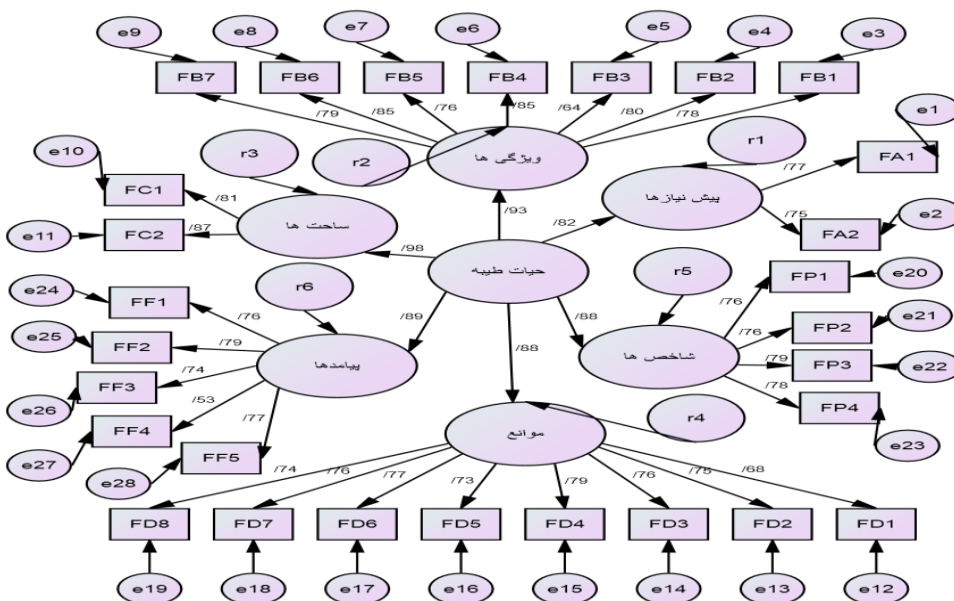 e9 e8 e7 e6 e5 e4 e3
FB7 FB6 FB5 FB4 FB3 FB2 FB1
/79 /85 /76 /85 /64 /80 /78
e1
r3 r2 ویژگی ها r1
/77 FA1
e10
FC1 /81
پیش نیازها
/75
e2
FA2
e11 FC2 /87 ساحت ها
/93 /82
/98 حیات طیبه
r5
e24 FF1 /76 r6
FP1 e20
/76
/89 /88 /88
e25 FF2 /79 پیامدها
شاخص ها /76 FP2 e21
/79 FP3 e22
e26 FF3 /74
/78 FP4 e23
e27 FF4 /53
/77
e28 FF5
موانع r4
/74 /76 /77 /73 /79 /76 /75 /68
FD8 FD7 FD6 FD5 FD4 FD3 FD2 FD1
e19 e18 e17 e16 e15 e14 e13 e12